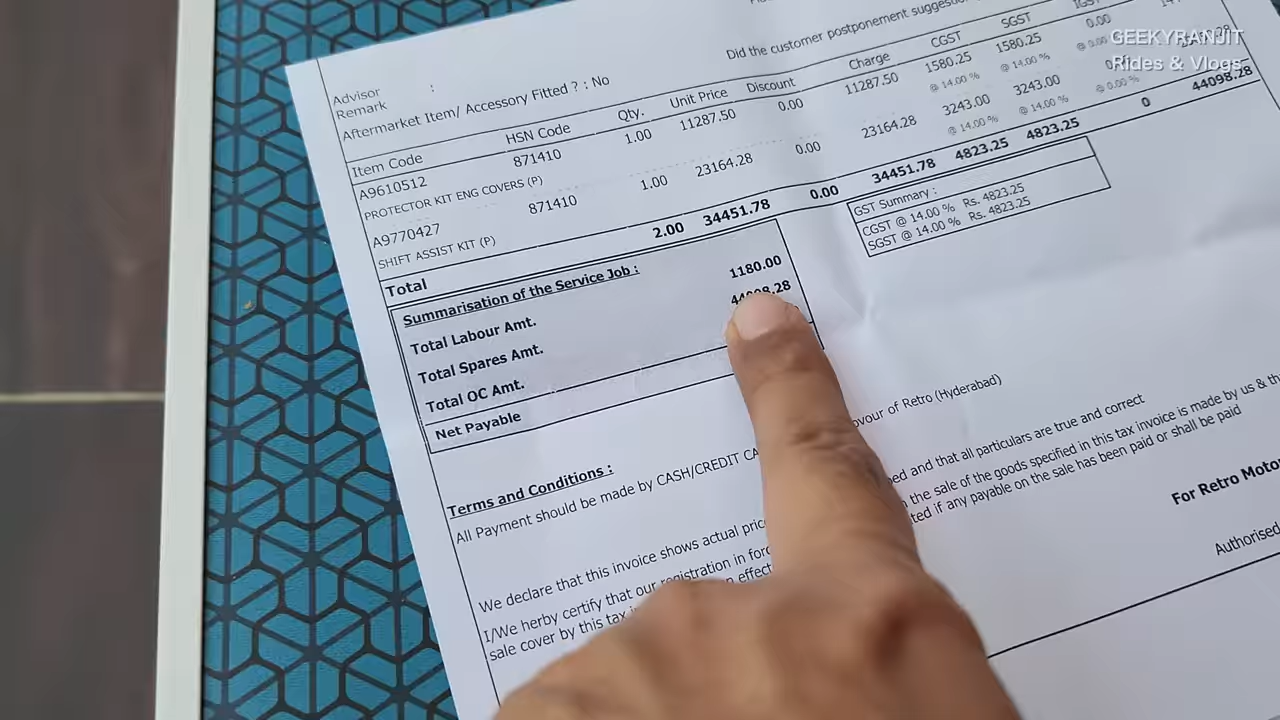 GEEKYRANJIT
Rides & Vlogs
Did the customer postponement
Advisor :
Remark
Aftermarket Item/ Accessory Fitted ? : No
Item Code HSN Code Qty. Unit Price Discount Charge CGST SGST
A9610512 871410 1.00 11287.50 0.00 11287.50 1580.25 1580.25 0.00
@ 14.00 % @ 14.00 % @ 0.00
PROTECTOR KIT ENG COVERS (P)
A9770427 871410 1.00 23164.28 0.00 23164.28 3243.00 3243.00
@ 14.00 % @ 14.00 % @ 0.00 %
SHIFT ASSIST KIT (P)
Total 2.00 34451.78 0.00 34451.78 4823.25 4823.25 0 44098.28
GST Summary :
CGST @ 14.00 % Rs. 4823.25
SGST @ 14.00 % Rs. 4823.25
Summarisation of the Service Job :
Total Labour Amt. 1180.00
Total Spares Amt. 44098.28
Total OC Amt.
Net Payable
Terms and Conditions :
All Payment should be made by CASH/CREDIT of Retro (Hyderabad)
We declare that this invoice shows actual and that all particulars are true and correct
I/We herby certify that our registration in the sale of the goods specified in this tax invoice is made by us & the
sale cover by this tax if any payable on the sale has been paid or shall be paid
For Retro
Authorised